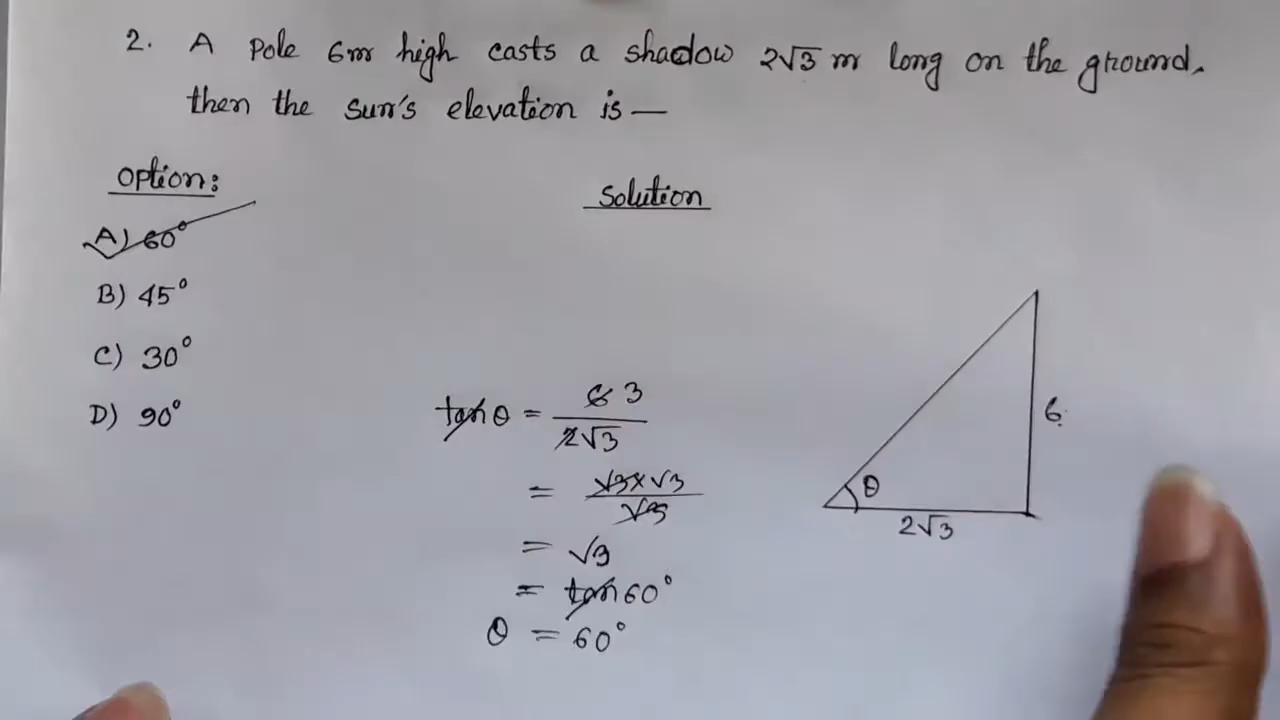 2. A pole 6m high casts a shadow 2√3 m long on the ground.
then the sun's elevation is —
option:
Solution
A) 60°
B) 45°
C) 30°
D) 90°
tanθ = 6 3 / 2√3
= √3×√3 / √3
= √3
= tan60°
θ = 60°
θ
6
2√3